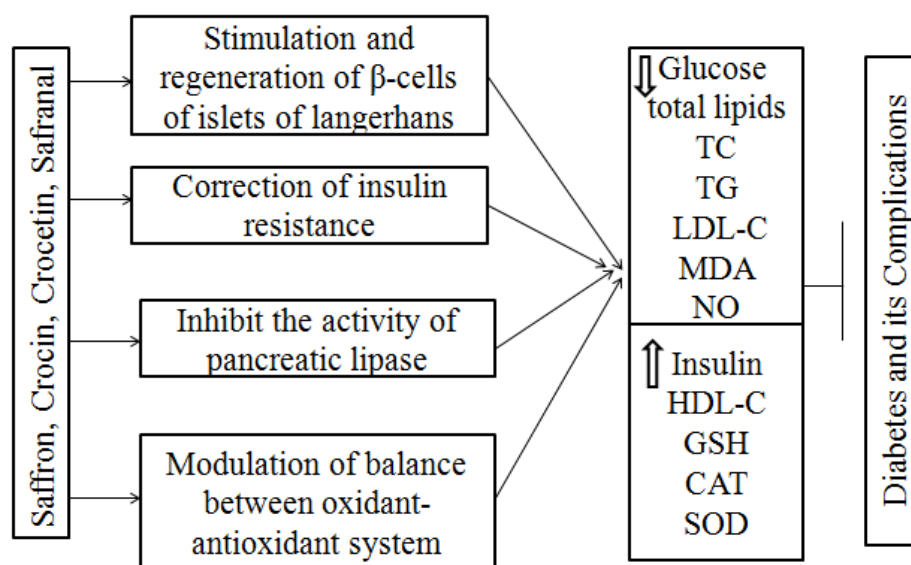 Saffron, Crocin, Crocetin, Safranal
Stimulation and
regeneration of β-cells
of islets of langerhans
Correction of insulin
resistance
Inhibit the activity of
pancreatic lipase
Modulation of balance
between oxidant-
antioxidant system
⇩ Glucose
total lipids
TC
TG
LDL-C
MDA
NO
⇧ Insulin
HDL-C
GSH
CAT
SOD
Diabetes and its Complications